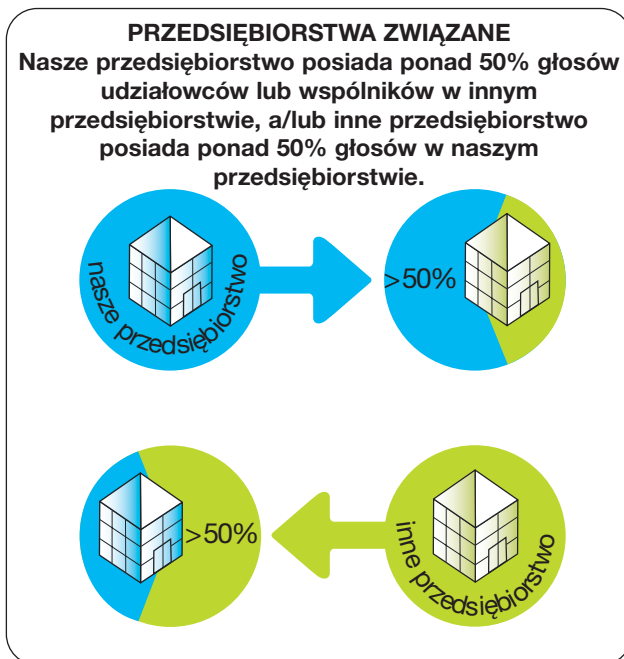 PRZEDSIĘBIORSTWA ZWIĄZANE
Nasze przedsiębiorstwo posiada ponad 50% głosów
udziałowców lub wspólników w innym
przedsiębiorstwie, a/lub inne przedsiębiorstwo
posiada ponad 50% głosów w naszym
przedsiębiorstwie.
nasze przedsiębiorstwo
>50%
>50%
inne przedsiębiorstwo